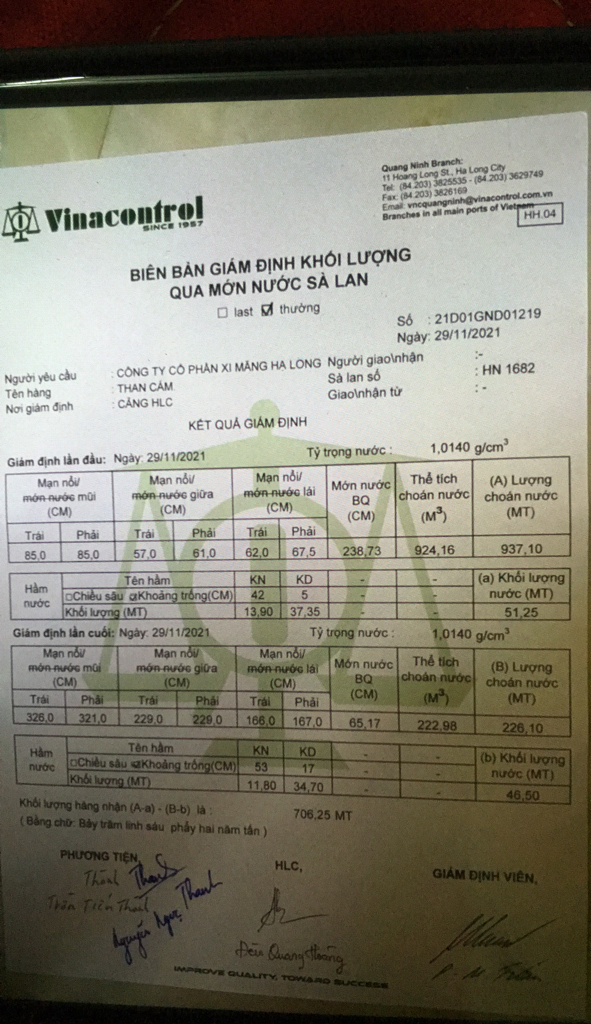 Vinacontrol
SINCE 1957
Quang Ninh Branch:
11 Hoang Long St., Ha Long City
Tel: (84.203) 3825535 - (84.203) 3629749
Fax: (84.203) 3826169
Email: vncquangninh@vinacontrol.com.vn
Branches in all main ports of Vietnam
HH.04
BIÊN BẢN GIÁM ĐỊNH KHỐI LƯỢNG
QUA MỚN NƯỚC SÀ LAN
last thường
Số : 21D01GND01219
Ngày: 29/11/2021
Người yêu cầu : CÔNG TY CỔ PHẦN XI MĂNG HẠ LONG Người giao\nhận :-
Tên hàng : THAN CÁM Sà lan số : HN 1682
Nơi giám định : CẢNG HLC Giao\nhận từ : -
KẾT QUẢ GIÁM ĐỊNH
Giám định lần đầu: Ngày: 29/11/2021 Tỷ trọng nước : 1,0140 g/cm³
Mạn nổi/ món nước mũi (CM) Mạn nổi/ món nước giữa (CM) Mạn nổi/ món nước lái (CM) Mớn nước BQ (CM) Thể tích choán nước (M³) (A) Lượng choán nước (MT)
Trái Phải Trái Phải Trái Phải
85,0 85,0 57,0 61,0 62,0 67,5 238,73 924,16 937,10
Hầm nước Tên hầm KN KD - - (a) Khối lượng nước (MT)
Chiều sâu Khoảng trống(CM) 42 5 - -
Khối lượng (MT) 13,90 37,35 - - 51,25
Giám định lần cuối: Ngày: 29/11/2021 Tỷ trọng nước : 1,0140 g/cm³
Mạn nổi/ món nước mũi (CM) Mạn nổi/ món nước giữa (CM) Mạn nổi/ món nước lái (CM) Mớn nước BQ (CM) Thể tích choán nước (M³) (B) Lượng choán nước (MT)
Trái Phải Trái Phải Trái Phải
326,0 321,0 229,0 229,0 166,0 167,0 65,17 222,98 226,10
Hầm nước Tên hầm KN KD - - (b) Khối lượng nước (MT)
Chiều sâu Khoảng trống(CM) 53 17 - -
Khối lượng (MT) 11,80 34,70 - - 46,50
Khối lượng hàng nhận (A-a) - (B-b) là : 706,25 MT
( Bằng chữ: Bảy trăm linh sáu phẩy hai năm tấn )
PHƯƠNG TIỆN, HLC, GIÁM ĐỊNH VIÊN,
Thành Thanh
Trần Tiến Thành
Nguyễn Ngọc Thanh
Quang Hoàng
IMPROVE QUALITY, TOWARD SUCCESS